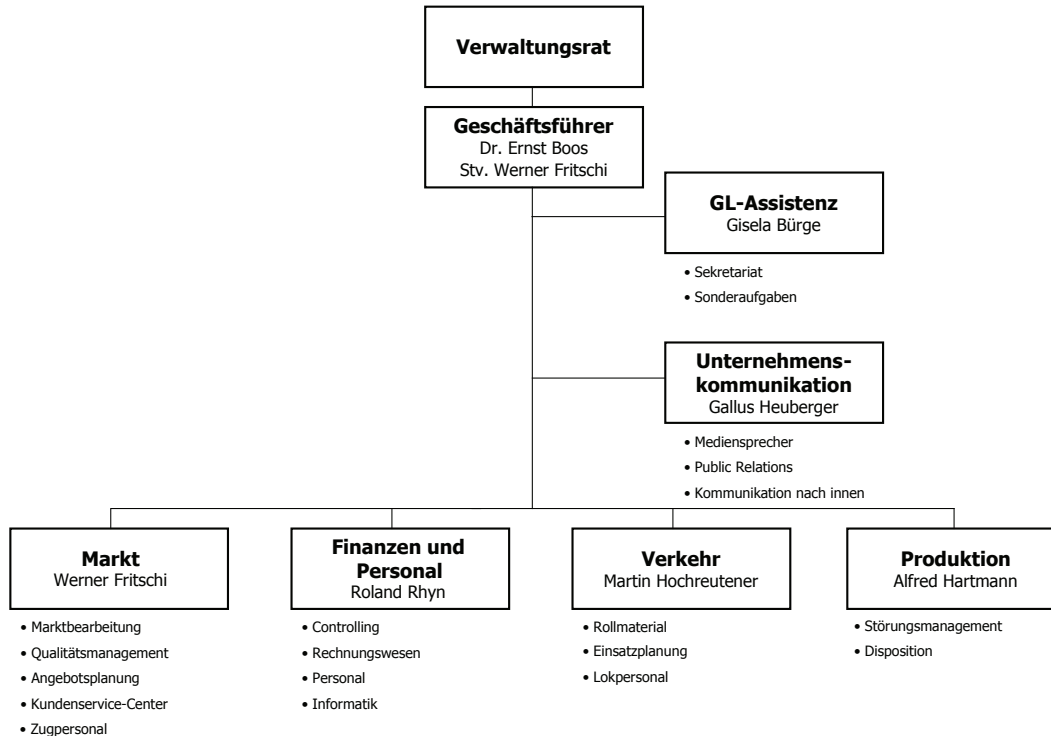 Verwaltungsrat
Geschäftsführer
Dr. Ernst Boos
Stv. Werner Fritschi
GL-Assistenz
Gisela Bürge
• Sekretariat
• Sonderaufgaben
Unternehmens-
kommunikation
Gallus Heuberger
• Mediensprecher
• Public Relations
• Kommunikation nach innen
Markt
Werner Fritschi
• Marktbearbeitung
• Qualitätsmanagement
• Angebotsplanung
• Kundenservice-Center
• Zugpersonal
Finanzen und
Personal
Roland Rhyn
• Controlling
• Rechnungswesen
• Personal
• Informatik
Verkehr
Martin Hochreutener
• Rollmaterial
• Einsatzplanung
• Lokpersonal
Produktion
Alfred Hartmann
• Störungsmanagement
• Disposition